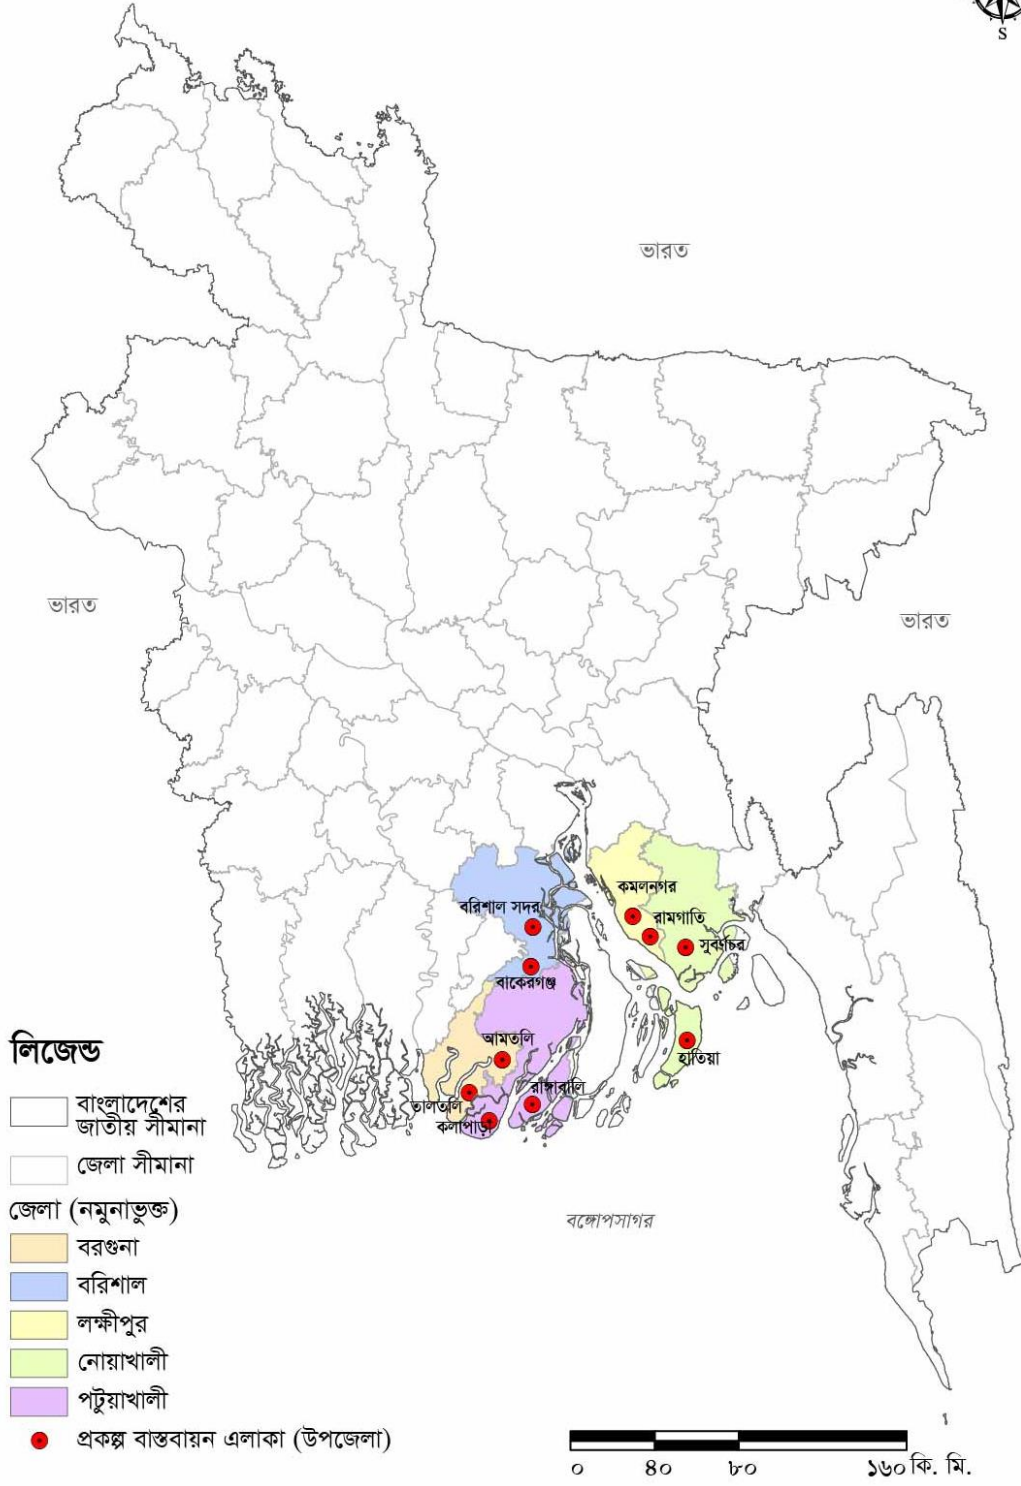 S
ভারত
ভারত
ভারত
কমলনগর
বরিশাল সদর
রামগাতি
সুবর্ণচর
বাকেরগঞ্জ
আমতলি
হাতিয়া
রাঙ্গাবালি
তালতলি
কলাপাড়া
বঙ্গোপসাগর
লিজেন্ড
বাংলাদেশের
জাতীয় সীমানা
জেলা সীমানা
জেলা (নমুনাভুক্ত)
বরগুনা
বরিশাল
লক্ষীপুর
নোয়াখালী
পটুয়াখালী
প্রকল্প বাস্তবায়ন এলাকা (উপজেলা)
০ ৪০ ৮০ ১৬০ কি. মি.